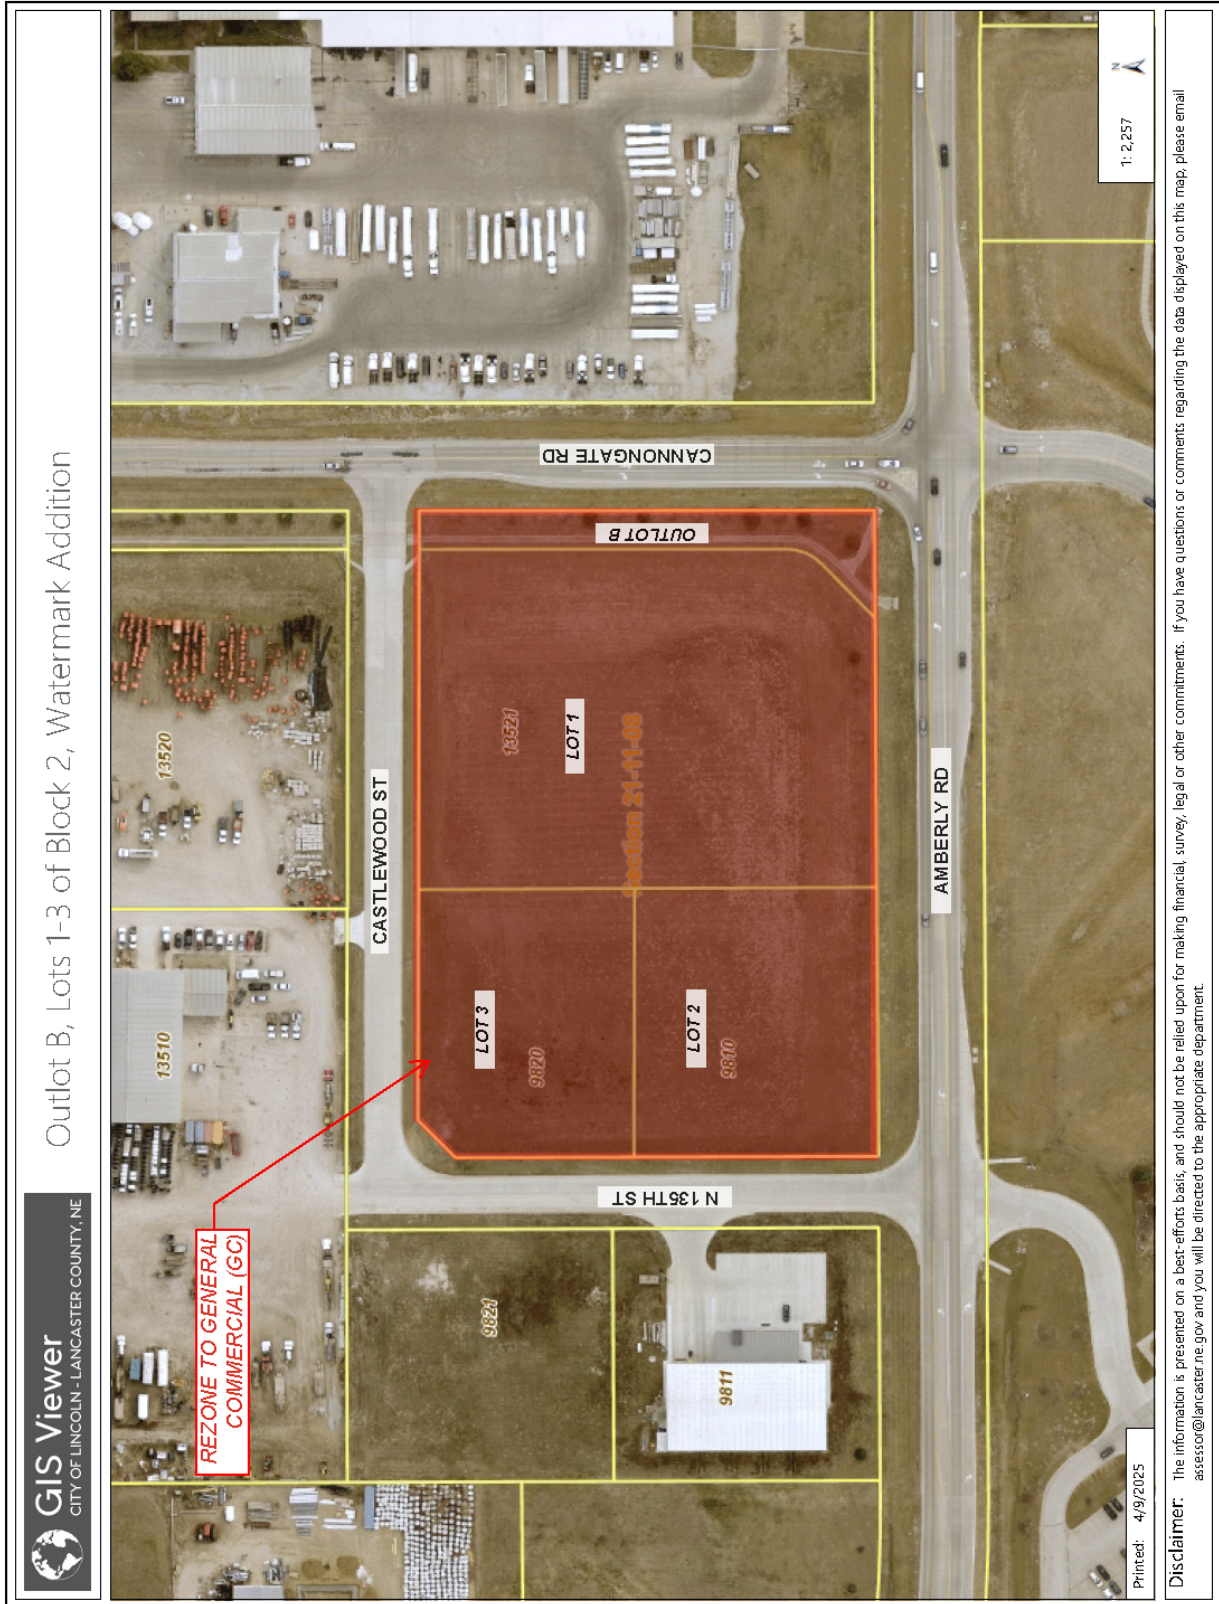 GIS Viewer
CITY OF LINCOLN - LANCASTER COUNTY, NE
Outlot B, Lots 1-3 of Block 2, Watermark Addition
REZONE TO GENERAL
COMMERCIAL (GC)
13510
13520
CASTLEWOOD ST
CANNONGATE RD
9821
9811
N 135TH ST
LOT 3
9820
LOT 2
9810
13521
LOT 1
Section 21-11-08
OUTLOT B
AMBERLY RD
N
1: 2,257
Printed: 4/9/2025
Disclaimer: The information is presented on a best-efforts basis, and should not be relied upon for making financial, survey, legal or other commitments. If you have questions or comments regarding the data displayed on this map, please email
assessor@lancaster.ne.gov and you will be directed to the appropriate department.